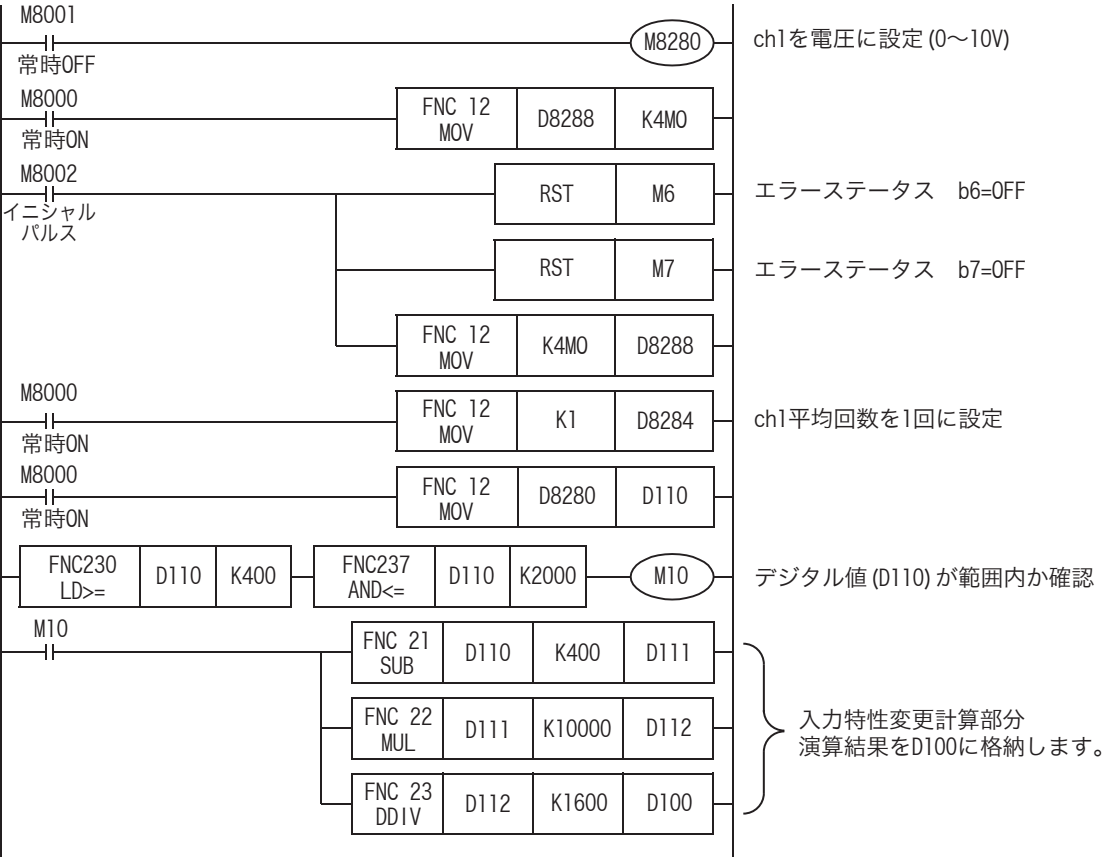 M8001
常時OFF
M8280
ch1を電圧に設定(0～10V)
M8000
常時ON
FNC 12
MOV
D8288
K4M0
M8002
イニシャル
パルス
RST
M6
エラーステータス b6=OFF
RST
M7
エラーステータス b7=OFF
FNC 12
MOV
K4M0
D8288
M8000
常時ON
FNC 12
MOV
K1
D8284
ch1平均回数を1回に設定
M8000
常時ON
FNC 12
MOV
D8280
D110
FNC230
LD>=
D110
K400
FNC237
AND<=
D110
K2000
M10
デジタル値(D110)が範囲内か確認
M10
FNC 21
SUB
D110
K400
D111
FNC 22
MUL
D111
K10000
D112
FNC 23
DDIV
D112
K1600
D100
入力特性変更計算部分
演算結果をD100に格納します。